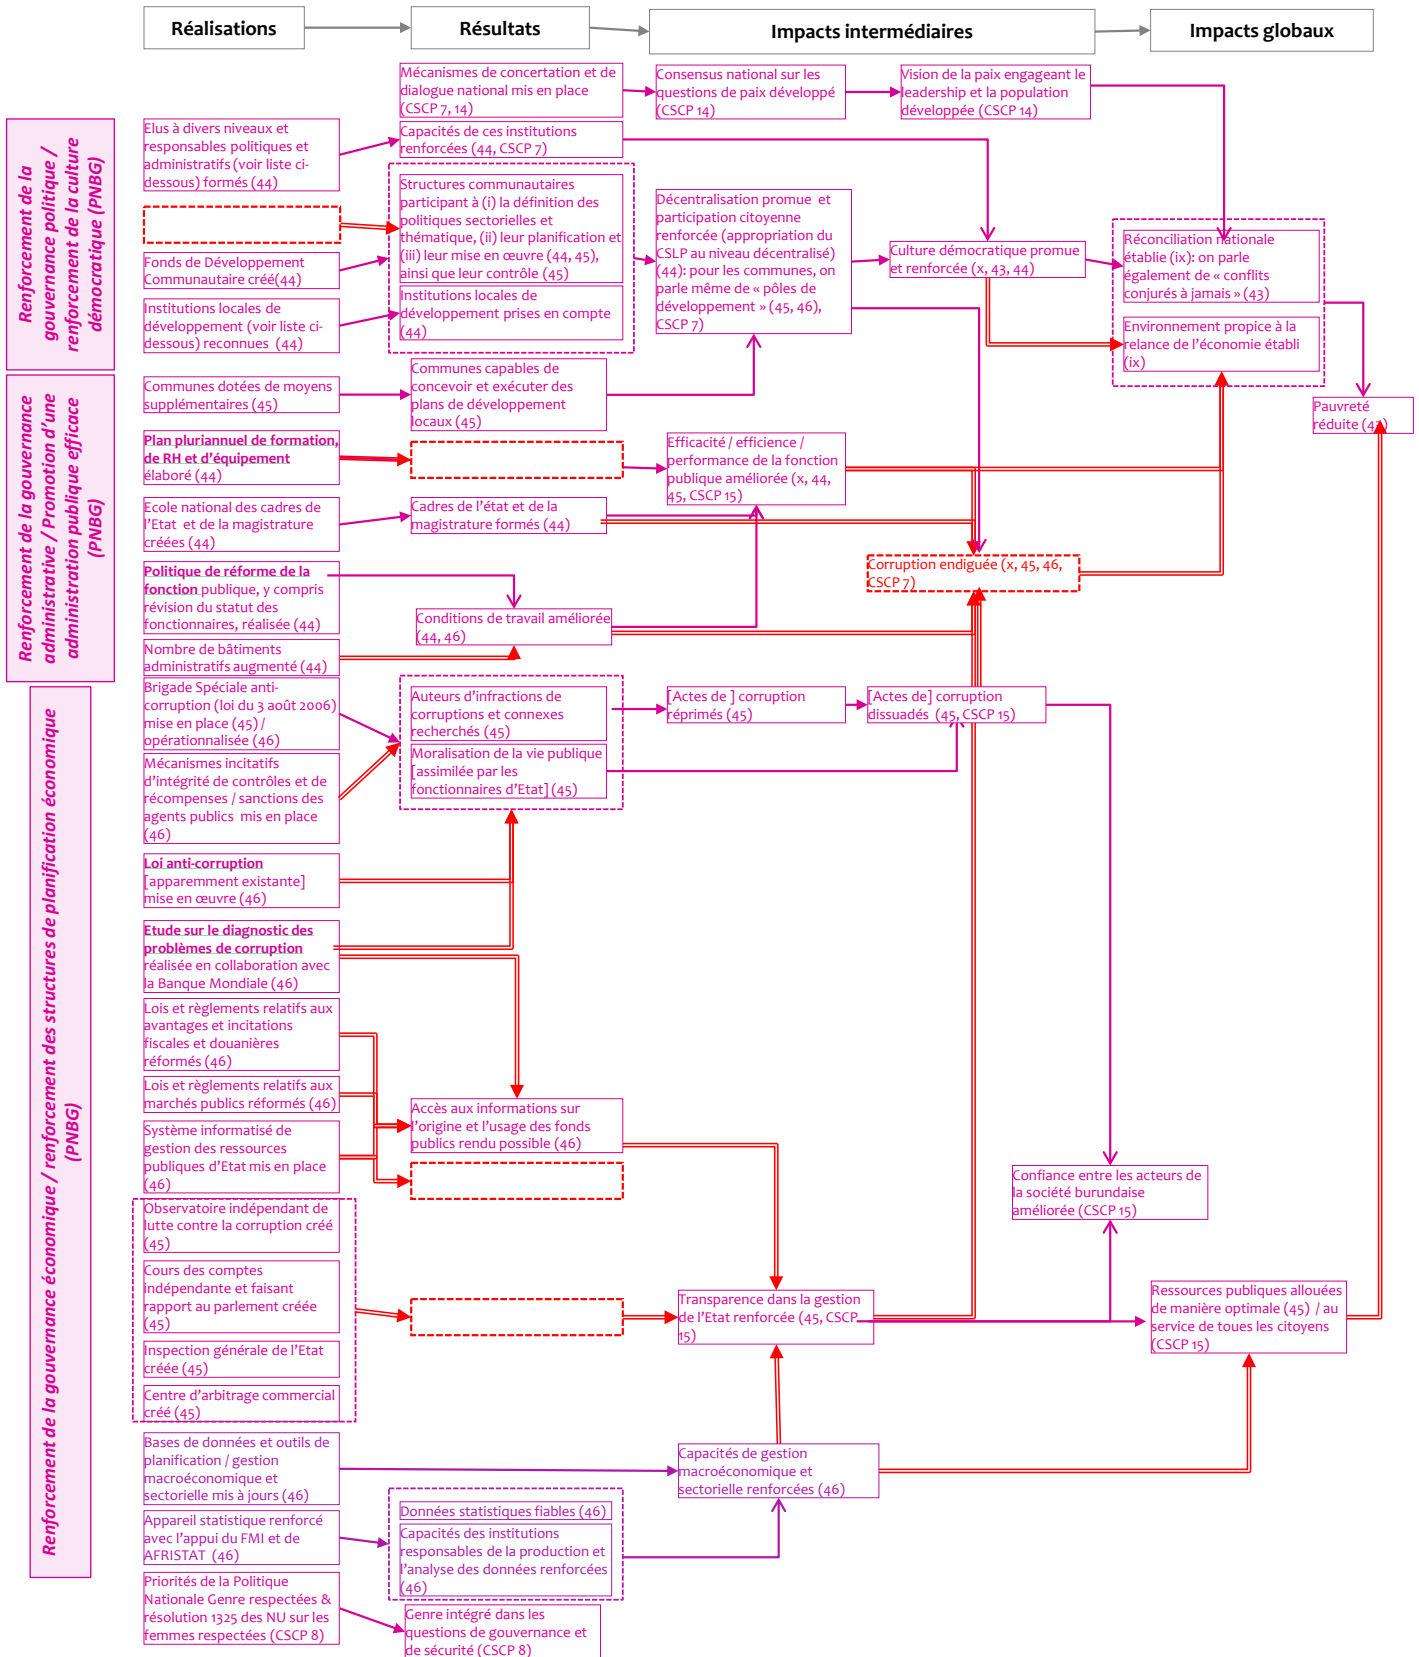 Réalisations
Résultats
Impacts intermédiaires
Impacts globaux
Renforcement de la
gouvernance politique /
renforcement de la culture
démocratique (PNBG)
Mécanismes de concertation et de
dialogue national mis en place
(CSCP 7, 14)
Consensus national sur les
questions de paix développé
(CSCP 14)
Vision de la paix engageant le
leadership et la population
développée (CSCP 14)
Elus à divers niveaux et
responsables politiques et
administratifs (voir liste ci-
dessous) formés (44)
Capacités de ces institutions
renforcées (44, CSCP 7)
Structures communautaires
participant à (i) la définition des
politiques sectorielles et
thématique, (ii) leur planification et
(iii) leur mise en œuvre (44, 45),
ainsi que leur contrôle (45)
Décentralisation promue et
participation citoyenne
renforcée (appropriation du
CSLP au niveau décentralisé)
(44): pour les communes, on
parle même de « pôles de
développement » (45, 46),
CSCP 7)
Culture démocratique promue
et renforcée (x, 43, 44)
Réconciliation nationale
établie (ix): on parle
également de « conflits
conjurés à jamais » (43)
Fonds de Développement
Communautaire créé(44)
Institutions locales de
développement (voir liste ci-
dessous) reconnues (44)
Institutions locales de
développement prises en compte
(44)
Environnement propice à la
relance de l’économie établi
(ix)
Pauvreté
réduite (43)
Renforcement de la gouvernance
administrative / Promotion d’une
administration publique efficace
(PNBG)
Communes dotées de moyens
supplémentaires (45)
Communes capables de
concevoir et exécuter des
plans de développement
locaux (45)
Plan pluriannuel de formation,
de RH et d’équipement
élaboré (44)
Efficacité / efficience /
performance de la fonction
publique améliorée (x, 44,
45, CSCP 15)
Ecole national des cadres de
l’Etat et de la magistrature
créées (44)
Cadres de l’état et de la
magistrature formés (44)
Corruption endiguée (x, 45, 46,
CSCP 7)
Politique de réforme de la
fonction publique, y compris
révision du statut des
fonctionnaires, réalisée (44)
Conditions de travail améliorée
(44, 46)
Nombre de bâtiments
administratifs augmenté (44)
Renforcement de la gouvernance économique / renforcement des structures de planification économique
(PNBG)
Brigade Spéciale anti-
corruption (loi du 3 août 2006)
mise en place (45) /
opérationnalisée (46)
Auteurs d’infractions de
corruptions et connexes
recherchés (45)
[Actes de ] corruption
réprimés (45)
[Actes de] corruption
dissuadés (45, CSCP 15)
Moralisation de la vie publique
[assimilée par les
fonctionnaires d’Etat] (45)
Mécanismes incitatifs
d’intégrité de contrôles et de
récompenses / sanctions des
agents publics mis en place
(46)
Loi anti-corruption
[apparemment existante]
mise en œuvre (46)
Etude sur le diagnostic des
problèmes de corruption
réalisée en collaboration avec
la Banque Mondiale (46)
Lois et règlements relatifs aux
avantages et incitations
fiscales et douanières
réformés (46)
Lois et règlements relatifs aux
marchés publics réformés (46)
Accès aux informations sur
l’origine et l’usage des fonds
publics rendu possible (46)
Système informatisé de
gestion des ressources
publiques d’Etat mis en place
(46)
Confiance entre les acteurs de
la société burundaise
améliorée (CSCP 15)
Observatoire indépendant de
lutte contre la corruption créé
(45)
Cours des comptes
indépendante et faisant
rapport au parlement créée
(45)
Transparence dans la gestion
de l’Etat renforcée (45, CSCP
15)
Ressources publiques allouées
de manière optimale (45) / au
service de toues les citoyens
(CSCP 15)
Inspection générale de l’Etat
créée (45)
Centre d’arbitrage commercial
créé (45)
Bases de données et outils de
planification / gestion
macroéconomique et
sectorielle mis à jours (46)
Capacités de gestion
macroéconomique et
sectorielle renforcées (46)
Appareil statistique renforcé
avec l’appui du FMI et de
AFRISTAT (46)
Données statistiques fiables (46)
Capacités des institutions
responsables de la production et
l’analyse des données renforcées
(46)
Priorités de la Politique
Nationale Genre respectées &
résolution 1325 des NU sur les
femmes respectées (CSCP 8)
Genre intégré dans les
questions de gouvernance et
de sécurité (CSCP 8)